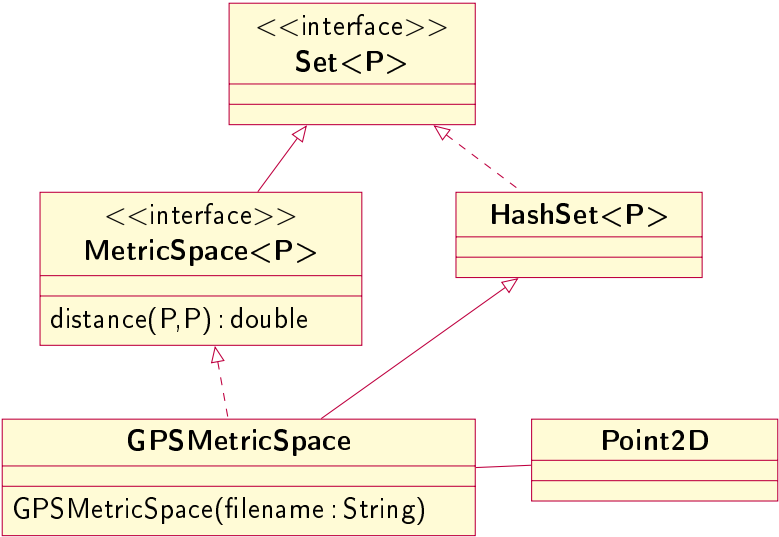 <<interface>>
Set<P>
<<interface>>
MetricSpace<P>
distance(P,P) : double
HashSet<P>
GPSMetricSpace
GPSMetricSpace(filename : String)
Point2D